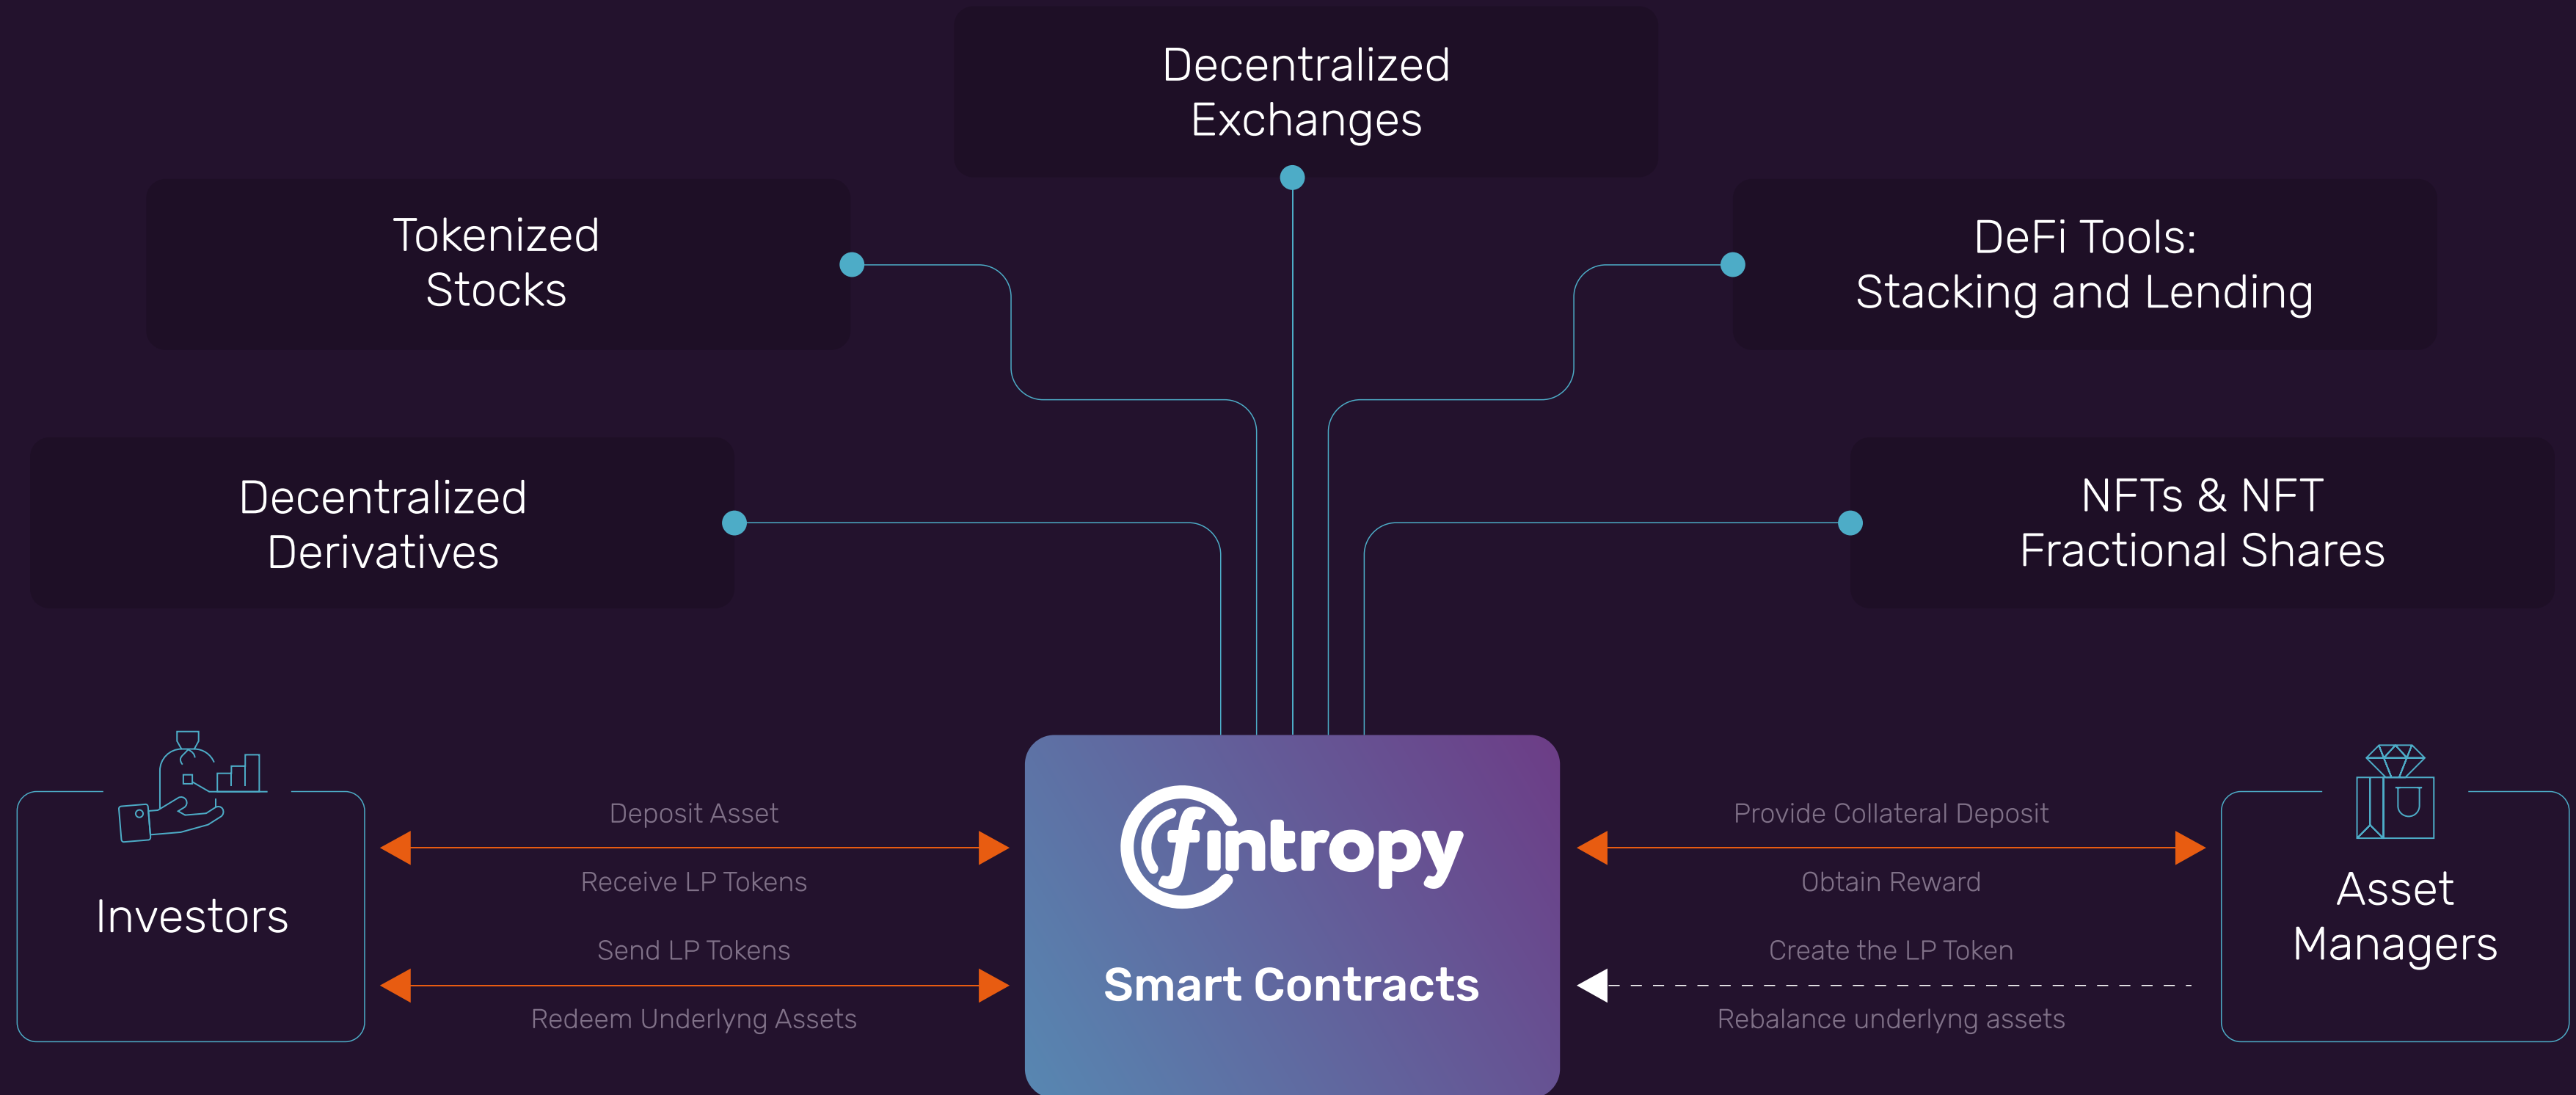 Decentralized
Exchanges
Tokenized
Stocks
DeFi Tools:
Stacking and Lending
Decentralized
Derivatives
NFTs & NFT
Fractional Shares
Investors
Deposit Asset
Receive LP Tokens
Send LP Tokens
Redeem Underlyng Assets
fintropy
Smart Contracts
Provide Collateral Deposit
Obtain Reward
Create the LP Token
Rebalance underlyng assets
Asset
Managers